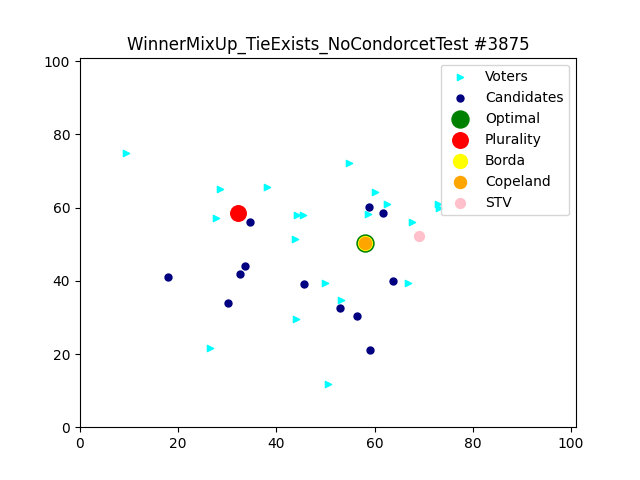 WinnerMixUp_TieExists_NoCondorcetTest #3875
100
80
60
40
20
0
0
20
40
60
80
100
Voters
Candidates
Optimal
Plurality
Borda
Copeland
STV